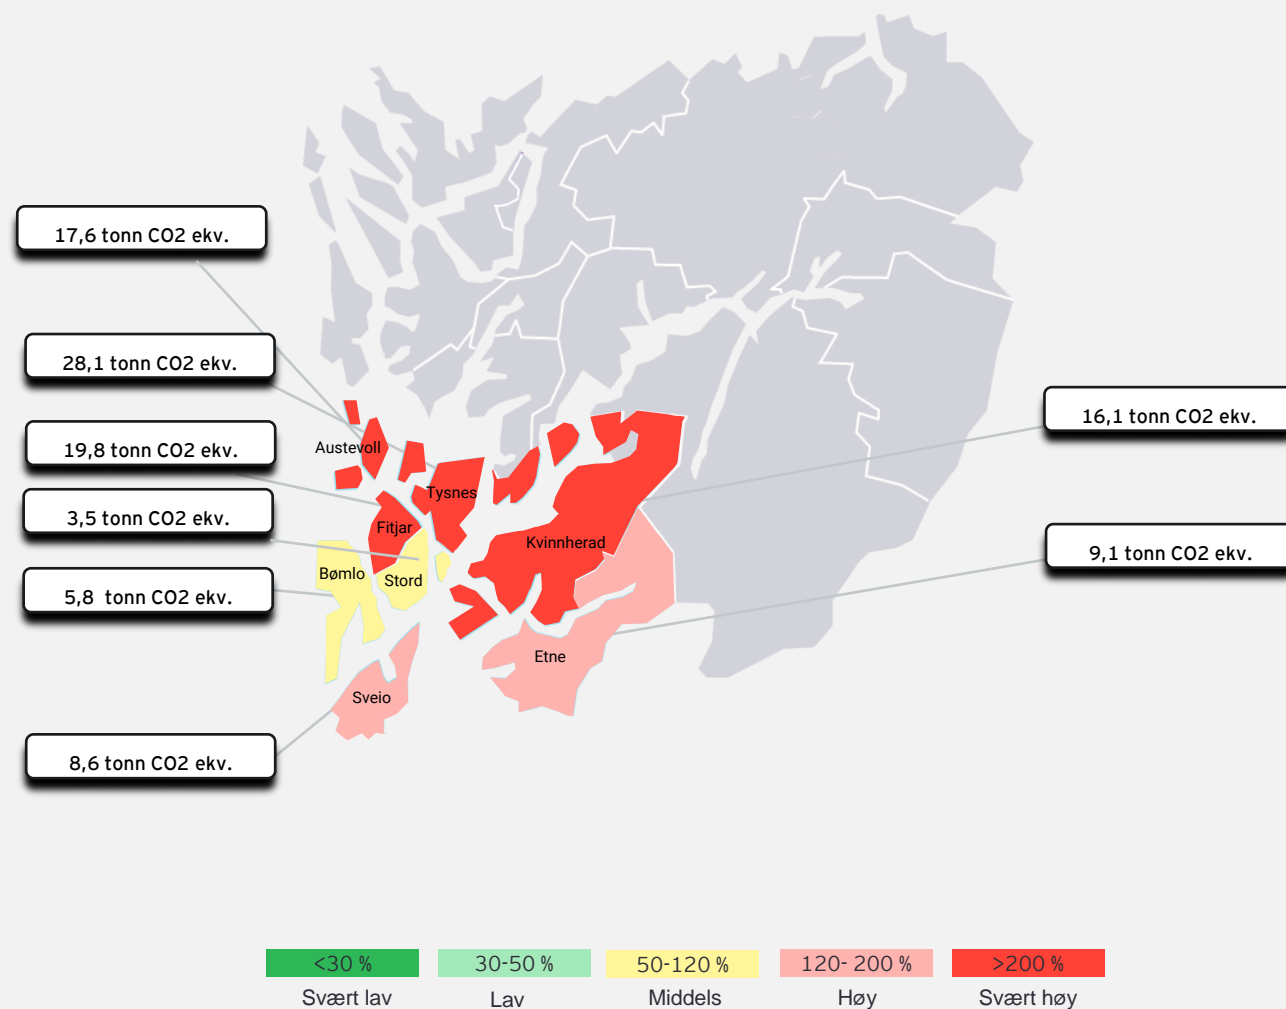 17,6 tonn CO2 ekv.
28,1 tonn CO2 ekv.
19,8 tonn CO2 ekv.
3,5 tonn CO2 ekv.
5,8 tonn CO2 ekv.
8,6 tonn CO2 ekv.
16,1 tonn CO2 ekv.
9,1 tonn CO2 ekv.
Austevoll
Tysnes
Fitjar
Kvinnherad
Bømlo
Stord
Etne
Sveio
<30 %
30-50 %
50-120 %
120- 200 %
>200 %
Svært lav
Lav
Middels
Høy
Svært høy